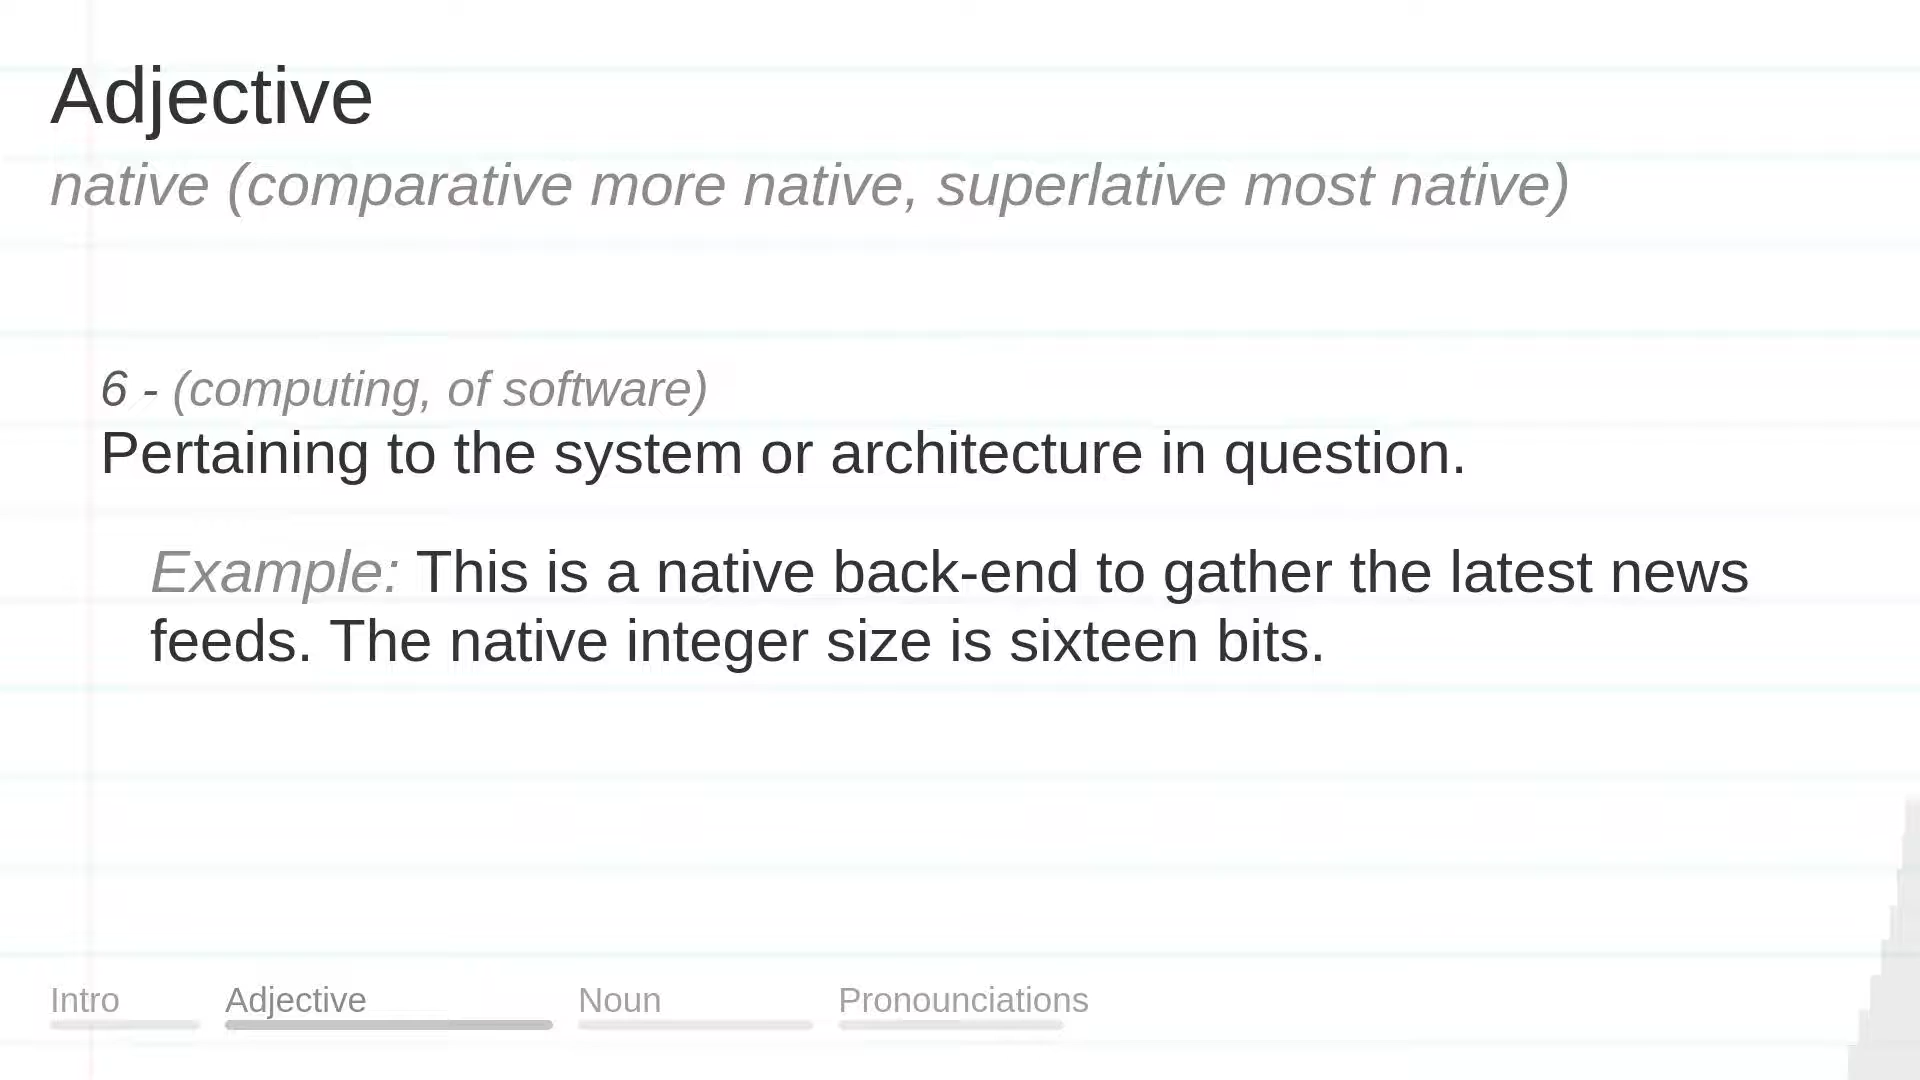 Adjective
native (comparative more native, superlative most native)
6 - (computing, of software)
Pertaining to the system or architecture in question.
Example: This is a native back-end to gather the latest news
feeds. The native integer size is sixteen bits.
Intro Adjective Noun Pronounciations